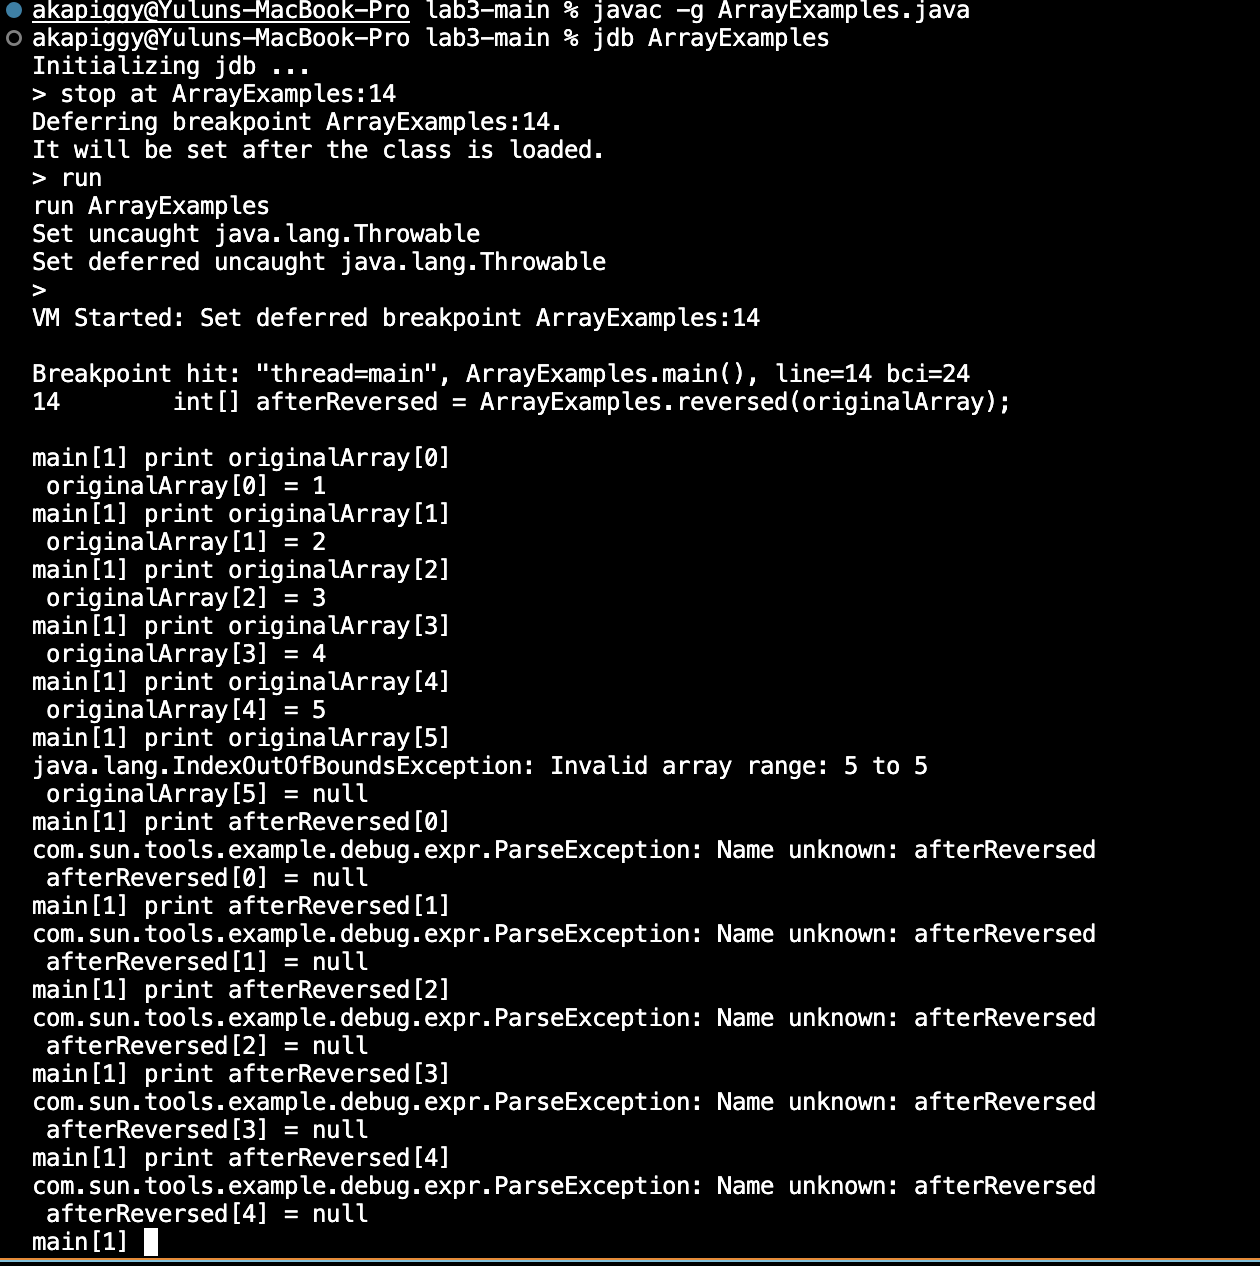 akapiggy@Yuluns-MacBook-Pro lab3-main % javac -g ArrayExamples.java
akapiggy@Yuluns-MacBook-Pro lab3-main % jdb ArrayExamples
Initializing jdb ...
> stop at ArrayExamples:14
Deferring breakpoint ArrayExamples:14.
It will be set after the class is loaded.
> run
run ArrayExamples
Set uncaught java.lang.Throwable
Set deferred uncaught java.lang.Throwable
>
VM Started: Set deferred breakpoint ArrayExamples:14
Breakpoint hit: "thread=main", ArrayExamples.main(), line=14 bci=24
14        int[] afterReversed = ArrayExamples.reversed(originalArray);
main[1] print originalArray[0]
 originalArray[0] = 1
main[1] print originalArray[1]
 originalArray[1] = 2
main[1] print originalArray[2]
 originalArray[2] = 3
main[1] print originalArray[3]
 originalArray[3] = 4
main[1] print originalArray[4]
 originalArray[4] = 5
main[1] print originalArray[5]
java.lang.IndexOutOfBoundsException: Invalid array range: 5 to 5
 originalArray[5] = null
main[1] print afterReversed[0]
com.sun.tools.example.debug.expr.ParseException: Name unknown: afterReversed
 afterReversed[0] = null
main[1] print afterReversed[1]
com.sun.tools.example.debug.expr.ParseException: Name unknown: afterReversed
 afterReversed[1] = null
main[1] print afterReversed[2]
com.sun.tools.example.debug.expr.ParseException: Name unknown: afterReversed
 afterReversed[2] = null
main[1] print afterReversed[3]
com.sun.tools.example.debug.expr.ParseException: Name unknown: afterReversed
 afterReversed[3] = null
main[1] print afterReversed[4]
com.sun.tools.example.debug.expr.ParseException: Name unknown: afterReversed
 afterReversed[4] = null
main[1]